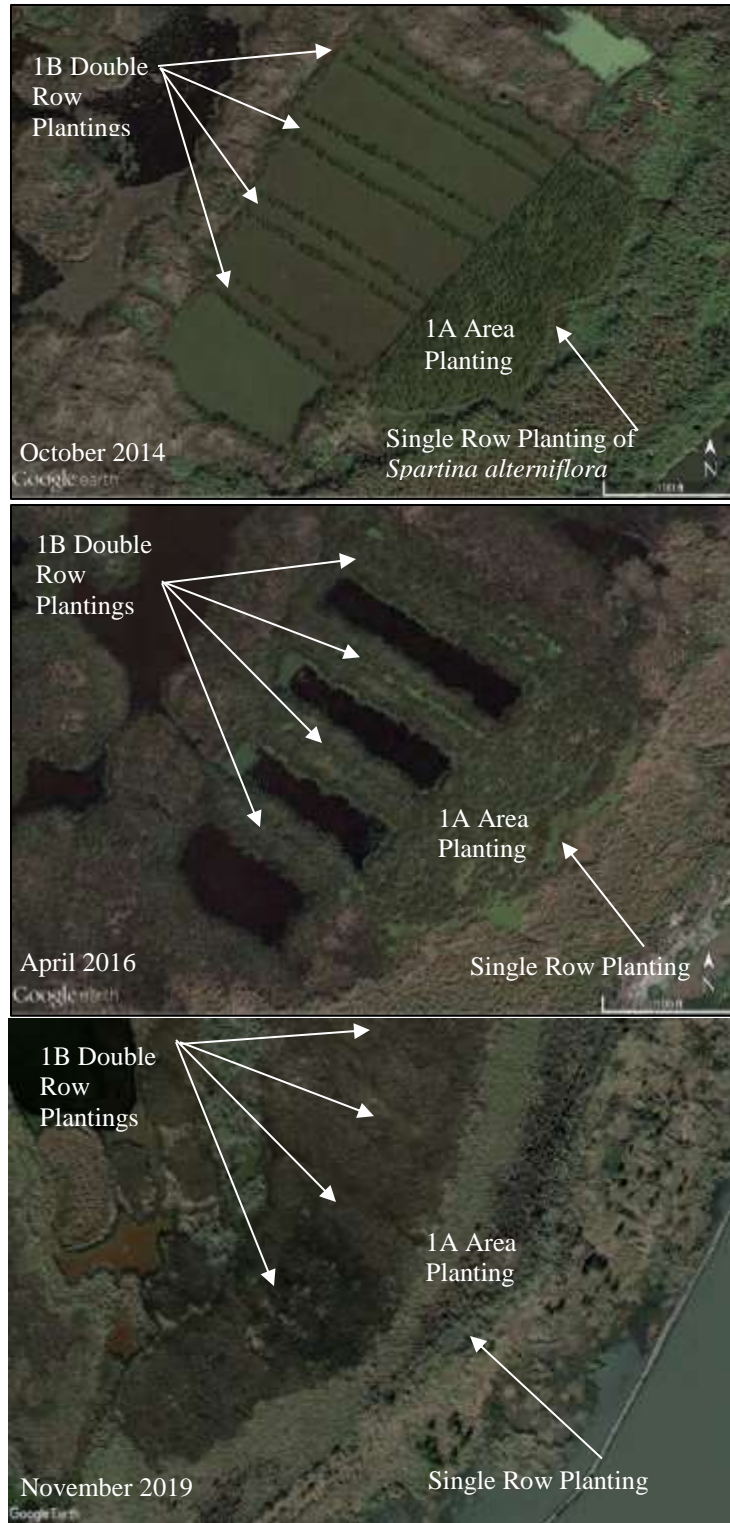 1B Double
Row
Plantings
1A Area
Planting
Single Row Planting of
Spartina alterniflora
October 2014
Google earth
N
1B Double
Row
Plantings
1A Area
Planting
Single Row Planting
April 2016
Google earth
N
1B Double
Row
Plantings
1A Area
Planting
Single Row Planting
November 2019
Google Earth